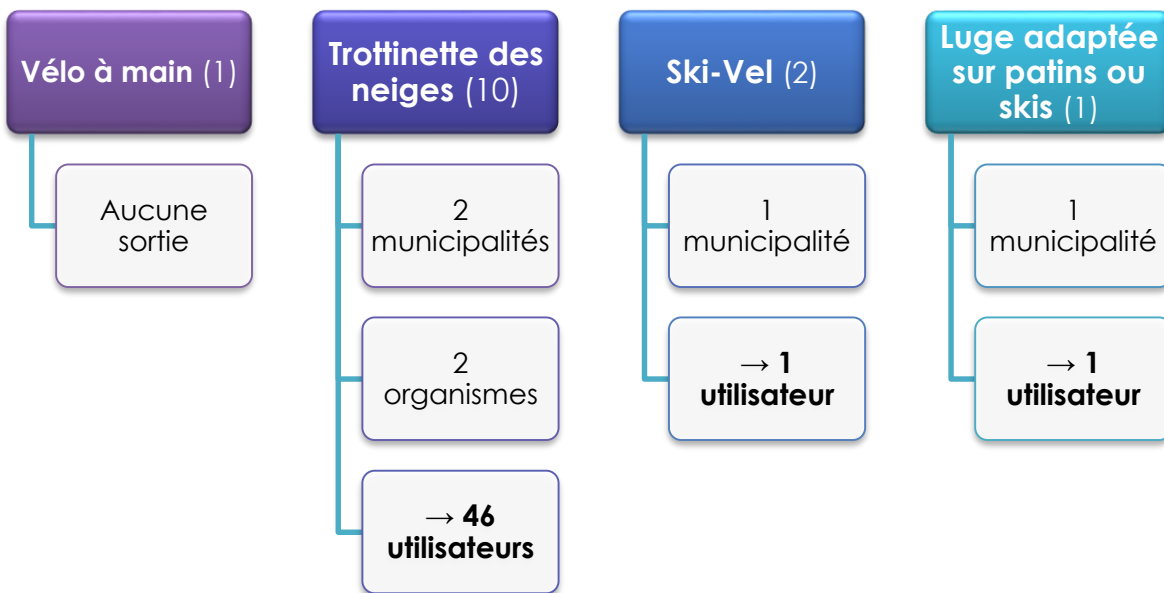 Vélo à main (1)
Aucune
sortie
Trottinette des
neiges (10)
2
municipalités
2
organismes
→ 46
utilisateurs
Ski-Vel (2)
1
municipalité
→ 1
utilisateur
Luge adaptée
sur patins ou
skis (1)
1
municipalité
→ 1
utilisateur